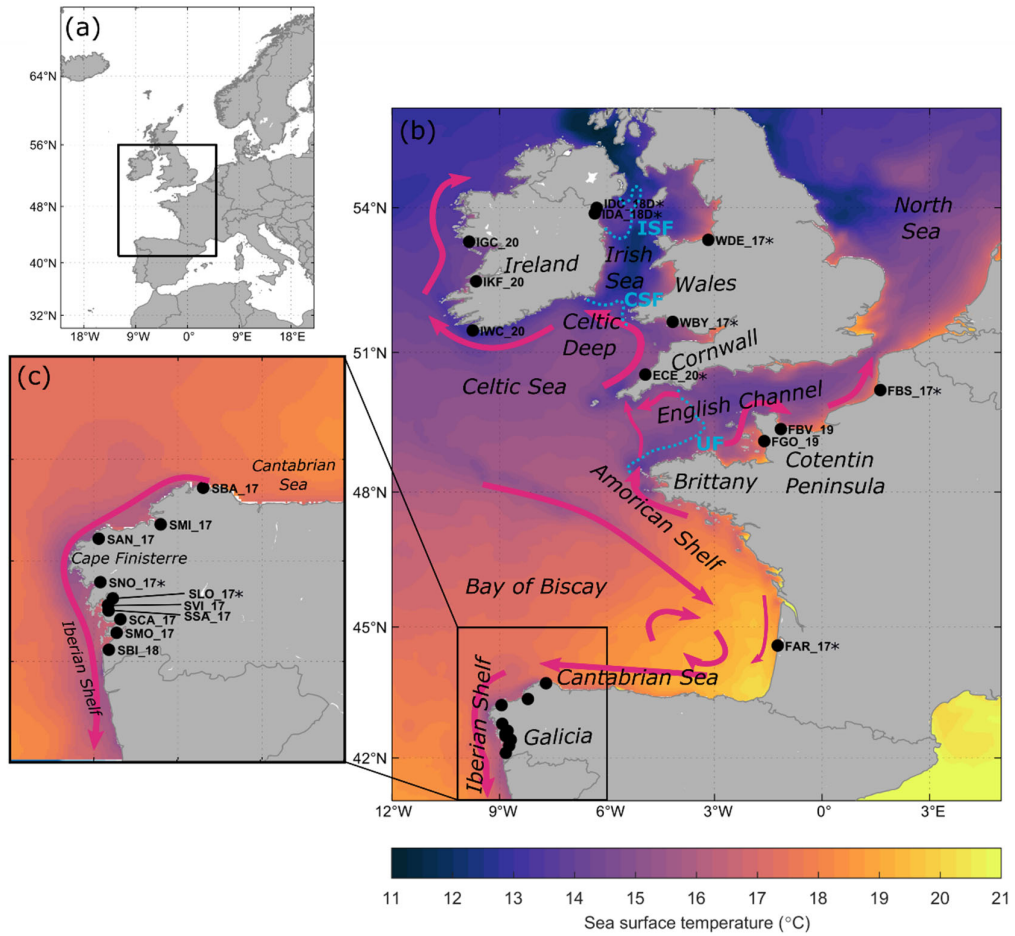 (a)
64°N
56°N
48°N
40°N
32°N
18°W
9°W
0°
9°E
18°E
(b)
54°N
51°N
48°N
45°N
42°N
12°W
9°W
6°W
3°W
0°
3°E
IDC_18D*
IDA_18D*
ISF
North
Sea
WDE_17*
IGC_20
Ireland
Irish
Sea
IKF_20
Wales
CSF
IWC_20
Celtic
Deep
WBY_17*
Cornwall
Celtic Sea
ECE_20*
English Channel
FBS_17*
FBV_19
FGO_19
UF
Cotentin
Peninsula
Brittany
Amorican Shelf
Bay of Biscay
FAR_17*
Cantabrian Sea
Iberian Shelf
Galicia
(c)
Cantabrian
Sea
SBA_17
SMI_17
SAN_17
Cape Finisterre
SNO_17*
SLO_17*
SVI_17
SSA_17
SCA_17
SMO_17
SBI_18
Iberian Shelf
11
12
13
14
15
16
17
18
19
20
21
Sea surface temperature (°C)